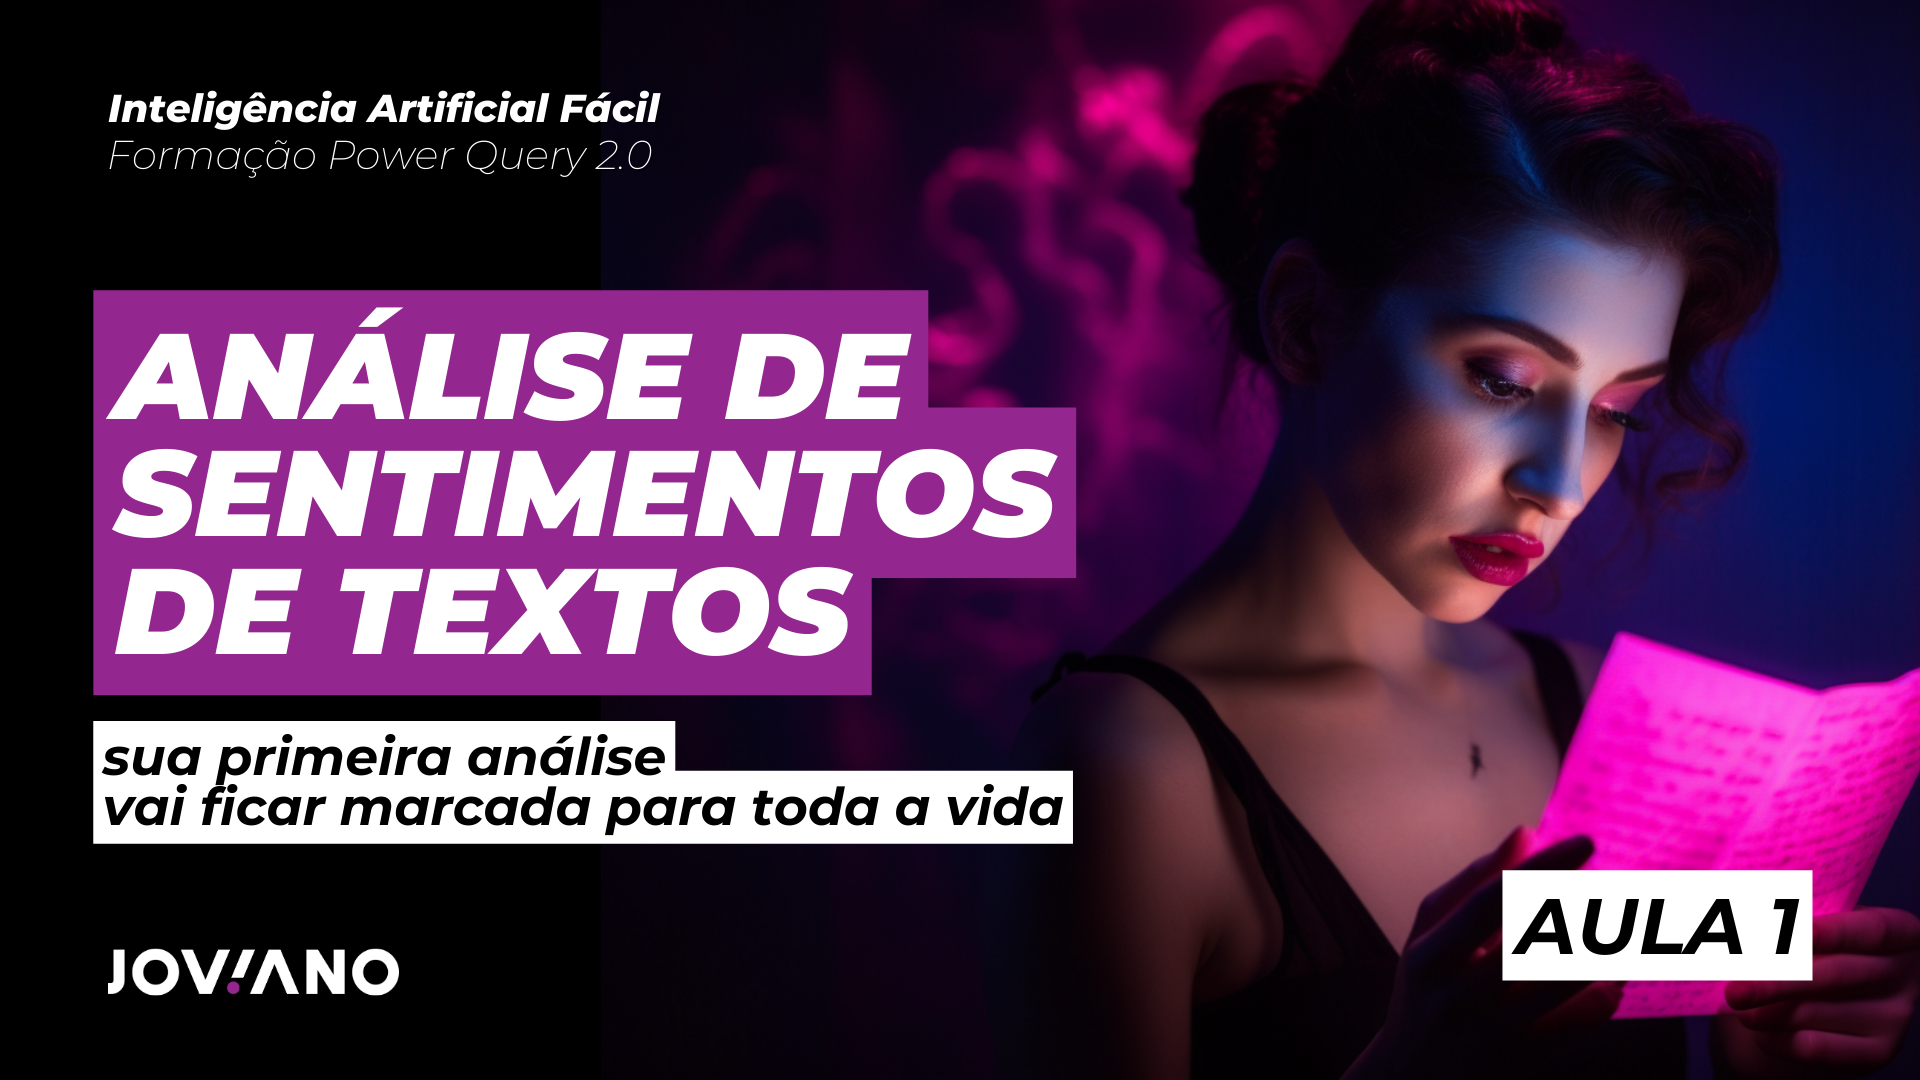 Inteligência Artificial Fácil
Formação Power Query 2.0
ANÁLISE DE
SENTIMENTOS
DE TEXTOS
sua primeira análise
vai ficar marcada para toda a vida
JOVIANO
AULA 1